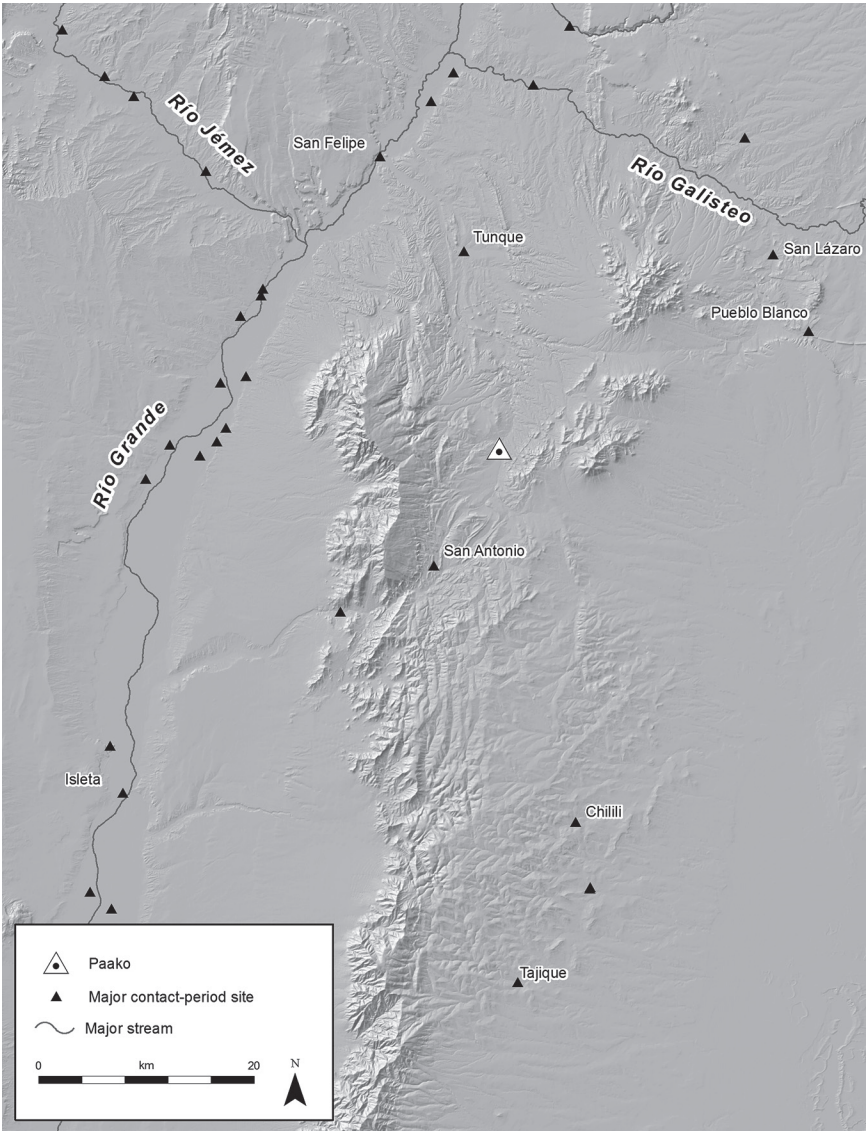 Río Jémez
San Felipe
Río Galisteo
Tunque
San Lázaro
Pueblo Blanco
Río Grande
San Antonio
Isleta
Chilili
Tajique
Paako
Major contact-period site
Major stream
0 km 20
N